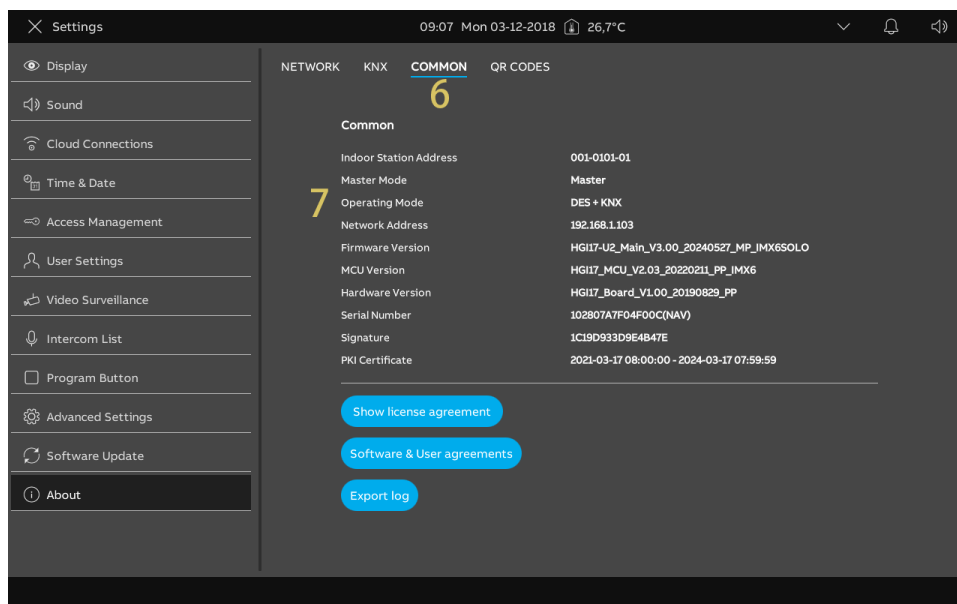 Settings
09:07 Mon 03-12-2018 26,7°C
Display
Sound
Cloud Connections
Time & Date
Access Management
User Settings
Video Surveillance
Intercom List
Program Button
Advanced Settings
Software Update
About
NETWORK KNX COMMON QR CODES
6
Common
7
Indoor Station Address 001-0101-01
Master Mode Master
Operating Mode DES + KNX
Network Address 192.168.1.103
Firmware Version HGI17-U2_Main_V3.00_20240527_MP_IMX6SOLO
MCU Version HGI17_MCU_V2.03_20220211_PP_IMX6
Hardware Version HGI17_Board_V1.00_20190829_PP
Serial Number 102807A7F04F00C(NAV)
Signature 1C19D933D9E4B47E
PKI Certificate 2021-03-17 08:00:00 - 2024-03-17 07:59:59
Show license agreement
Software & User agreements
Export log